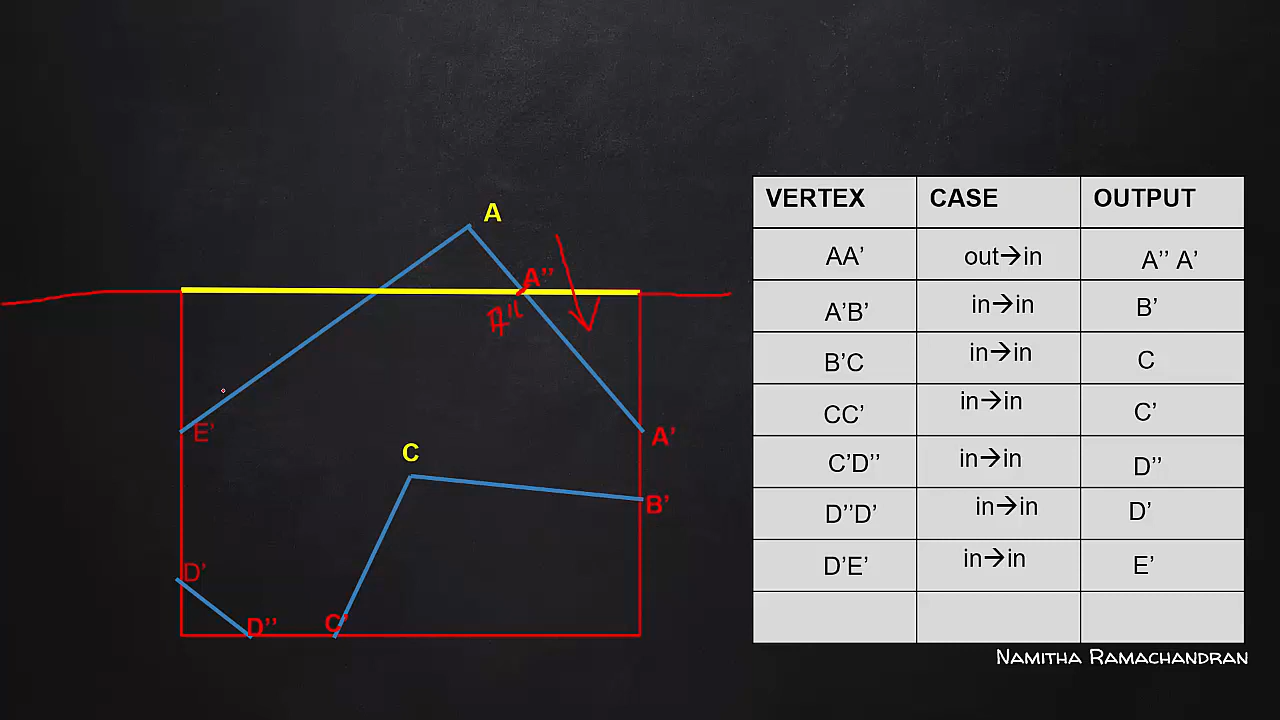 A
A’’
A''
E’
A’
C
B’
D’
D’’
C’
VERTEX CASE OUTPUT
AA’ out→in A’’ A’
A’B’ in→in B’
B’C in→in C
CC’ in→in C’
C’D’’ in→in D’’
D’’D’ in→in D’
D’E’ in→in E’
Namitha Ramachandran